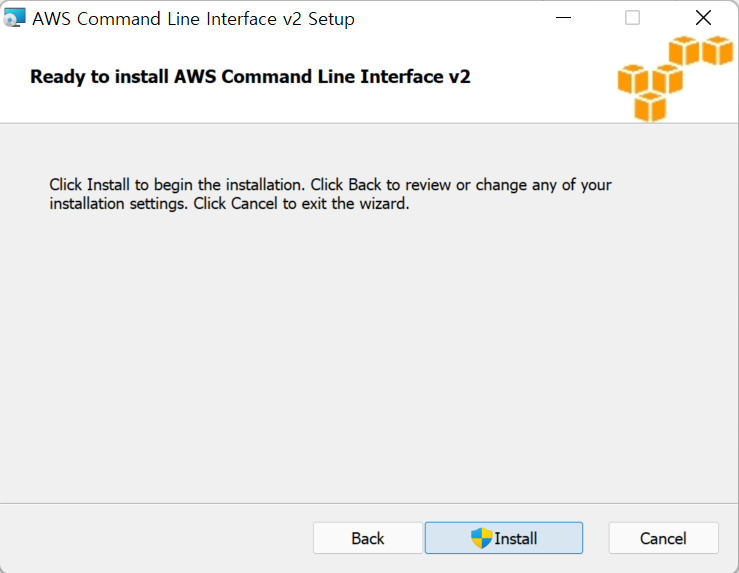 AWS Command Line Interface v2 Setup
Ready to install AWS Command Line Interface v2
Click Install to begin the installation. Click Back to review or change any of your
installation settings. Click Cancel to exit the wizard.
Back
Install
Cancel